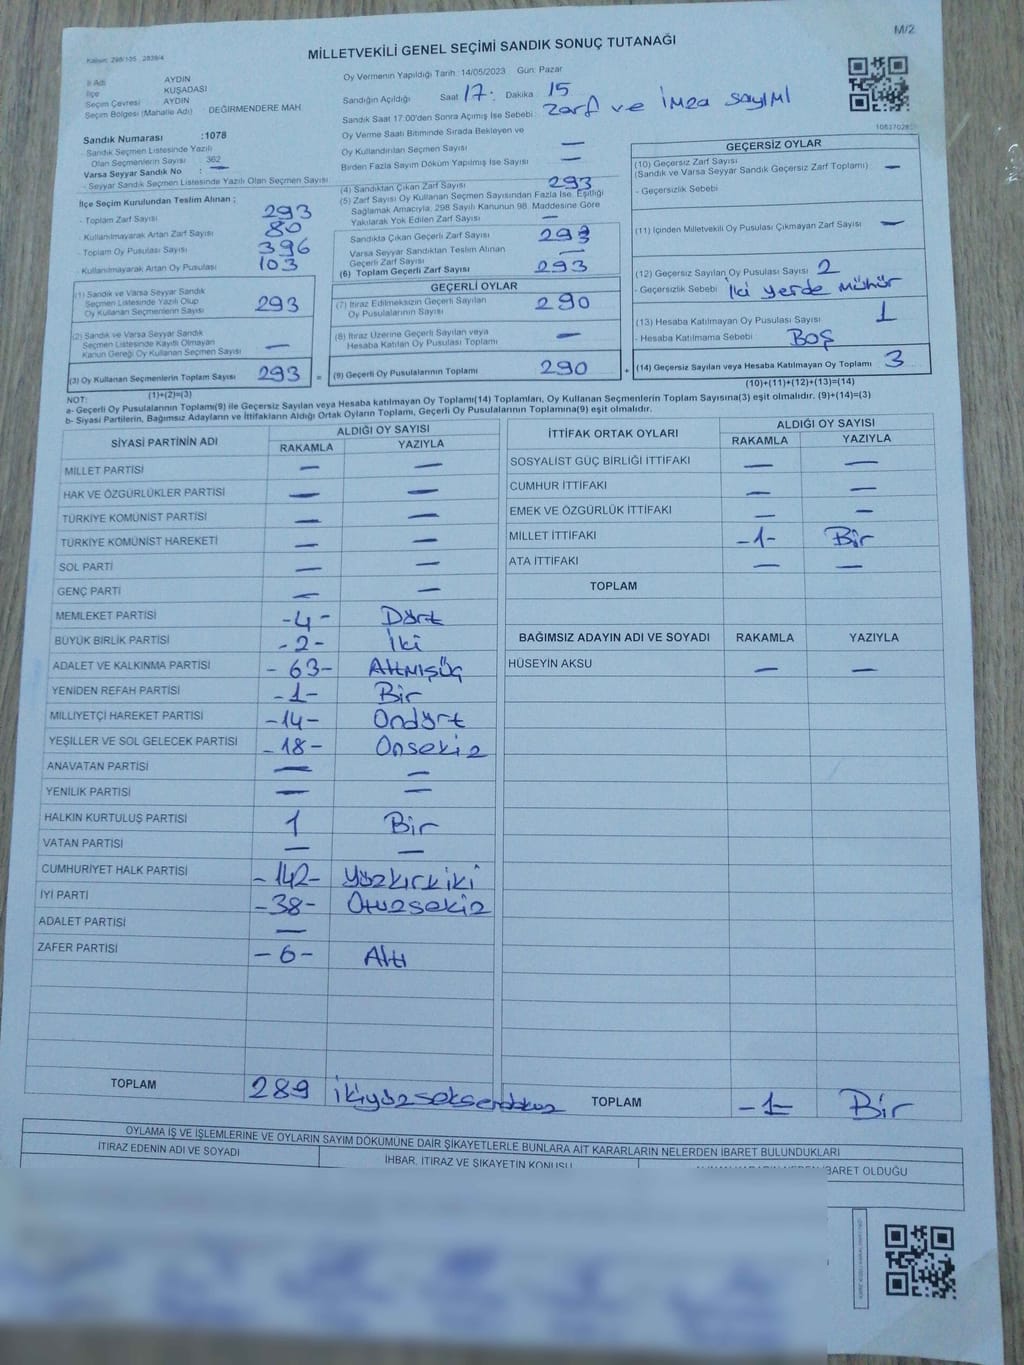 M/2
Kanun: 298/105 2839/4
MİLLETVEKİLİ GENEL SEÇİMİ SANDIK SONUÇ TUTANAĞI
İl Adı AYDIN
İlçe KUŞADASI
Seçim Çevresi AYDIN
Seçim Bölgesi (Mahalle Adı) DEĞİRMENDERE MAH
Sandık Numarası :1078
- Sandık Seçmen Listesinde Yazılı
Olan Seçmenlerin Sayısı 362
Varsa Seyyar Sandık No : —
- Seyyar Sandık Seçmen Listesinde Yazılı Olan Seçmen Sayısı
İlçe Seçim Kurulundan Teslim Alınan ;
- Toplam Zarf Sayısı 293
- Kullanılmayarak Artan Zarf Sayısı 80
- Toplam Oy Pusulası Sayısı 396
- Kullanılmayarak Artan Oy Pusulası 103
(1) Sandık ve Varsa Seyyar Sandık
Seçmen Listesinde Yazılı Olup
Oy Kullanan Seçmenlerin Sayısı 293
(2) Sandık ve Varsa Seyyar Sandık
Seçmen Listesinde Kayıtlı Olmayan
Kanun Gereği Oy Kullanan Seçmen Sayısı —
(3) Oy Kullanan Seçmenlerin Toplam Sayısı 293 =
(1)+(2)=(3)
Oy Vermenin Yapıldığı Tarih: 14/05/2023 Gün: Pazar
Sandığın Açıldığı Saat 17: Dakika 15
Sandık Saat 17:00'den Sonra Açımış İse Sebebi: Zarf ve İmza Sayımı
Oy Verme Saati Bitiminde Sırada Bekleyen ve
Oy Kullandırılan Seçmen Sayısı —
Birden Fazla Sayım Döküm Yapılmış İse Sayısı —
(4) Sandıktan Çıkan Zarf Sayısı 293
(5) Zarf Sayısı Oy Kullanan Seçmen Sayısından Fazla İse, Eşitliği
Sağlamak Amacıyla, 298 Sayılı Kanunun 98. Maddesine Göre
Yakılarak Yok Edilen Zarf Sayısı —
Sandıkta Çıkan Geçerli Zarf Sayısı 293
Varsa Seyyar Sandıktan Teslim Alınan
Geçerli Zarf Sayısı —
(6) Toplam Geçerli Zarf Sayısı 293
GEÇERLİ OYLAR
(7) İtiraz Edilmeksizin Geçerli Sayılan
Oy Pusulalarının Sayısı 290
(8) İtiraz Üzerine Geçerli Sayılan veya
Hesaba Katılan Oy Pusulası Toplamı —
(9) Geçerli Oy Pusulalarının Toplamı 290 +
10637028
GEÇERSİZ OYLAR
(10) Geçersiz Zarf Sayısı
(Sandık ve Varsa Seyyar Sandık Geçersiz Zarf Toplamı) —
- Geçersizlik Sebebi
(11) İçinden Milletvekili Oy Pusulası Çıkmayan Zarf Sayısı —
(12) Geçersiz Sayılan Oy Pusulası Sayısı 2
- Geçersizlik Sebebi İki yerde mühür
(13) Hesaba Katılmayan Oy Pusulası Sayısı 1
- Hesaba Katılmama Sebebi BOŞ
(14) Geçersiz Sayılan veya Hesaba Katılmayan Oy Toplamı 3
(10)+(11)+(12)+(13)=(14)
NOT:
a- Geçerli Oy Pusulalarının Toplamı(9) ile Geçersiz Sayılan veya Hesaba katılmayan Oy Toplamı(14) Toplamları, Oy Kullanan Seçmenlerin Toplam Sayısına(3) eşit olmalıdır. (9)+(14)=(3)
b- Siyasi Partilerin, Bağımsız Adayların ve İttifakların Aldığı Ortak Oyların Toplamı, Geçerli Oy Pusulalarının Toplamına(9) eşit olmalıdır.
SİYASİ PARTİNİN ADI ALDIĞI OY SAYISI
RAKAMLA YAZIYLA
MİLLET PARTİSİ — —
HAK VE ÖZGÜRLÜKLER PARTİSİ — —
TÜRKİYE KOMÜNİST PARTİSİ — —
TÜRKİYE KOMÜNİST HAREKETİ — —
SOL PARTİ — —
GENÇ PARTİ — —
MEMLEKET PARTİSİ -4- Dört
BÜYÜK BİRLİK PARTİSİ -2- İki
ADALET VE KALKINMA PARTİSİ -63- Altmışüç
YENİDEN REFAH PARTİSİ -1- Bir
MİLLİYETÇİ HAREKET PARTİSİ -14- Ondört
YEŞİLLER VE SOL GELECEK PARTİSİ -18- Onsekiz
ANAVATAN PARTİSİ — —
YENİLİK PARTİSİ — —
HALKIN KURTULUŞ PARTİSİ 1 Bir
VATAN PARTİSİ — —
CUMHURİYET HALK PARTİSİ -142- Yüzkırkiki
İYİ PARTİ -38- Otuzsekiz
ADALET PARTİSİ —
ZAFER PARTİSİ -6- Altı
TOPLAM 289 İkiyüzseksendokuz
İTTİFAK ORTAK OYLARI ALDIĞI OY SAYISI
RAKAMLA YAZIYLA
SOSYALİST GÜÇ BİRLİĞİ İTTİFAKI — —
CUMHUR İTTİFAKI — —
EMEK VE ÖZGÜRLÜK İTTİFAKI — —
MİLLET İTTİFAKI -1- Bir
ATA İTTİFAKI — —
TOPLAM
BAĞIMSIZ ADAYIN ADI VE SOYADI RAKAMLA YAZIYLA
HÜSEYİN AKSU — —
TOPLAM -1- Bir
OYLAMA İŞ VE İŞLEMLERİNE VE OYLARIN SAYIM DÖKÜMÜNE DAİR ŞİKAYETLERLE BUNLARA AİT KARARLARIN NELERDEN İBARET BULUNDUKLARI
İTİRAZ EDENİN ADI VE SOYADI İHBAR, İTİRAZ VE ŞİKAYETİN KONUSU İBARET OLDUĞU